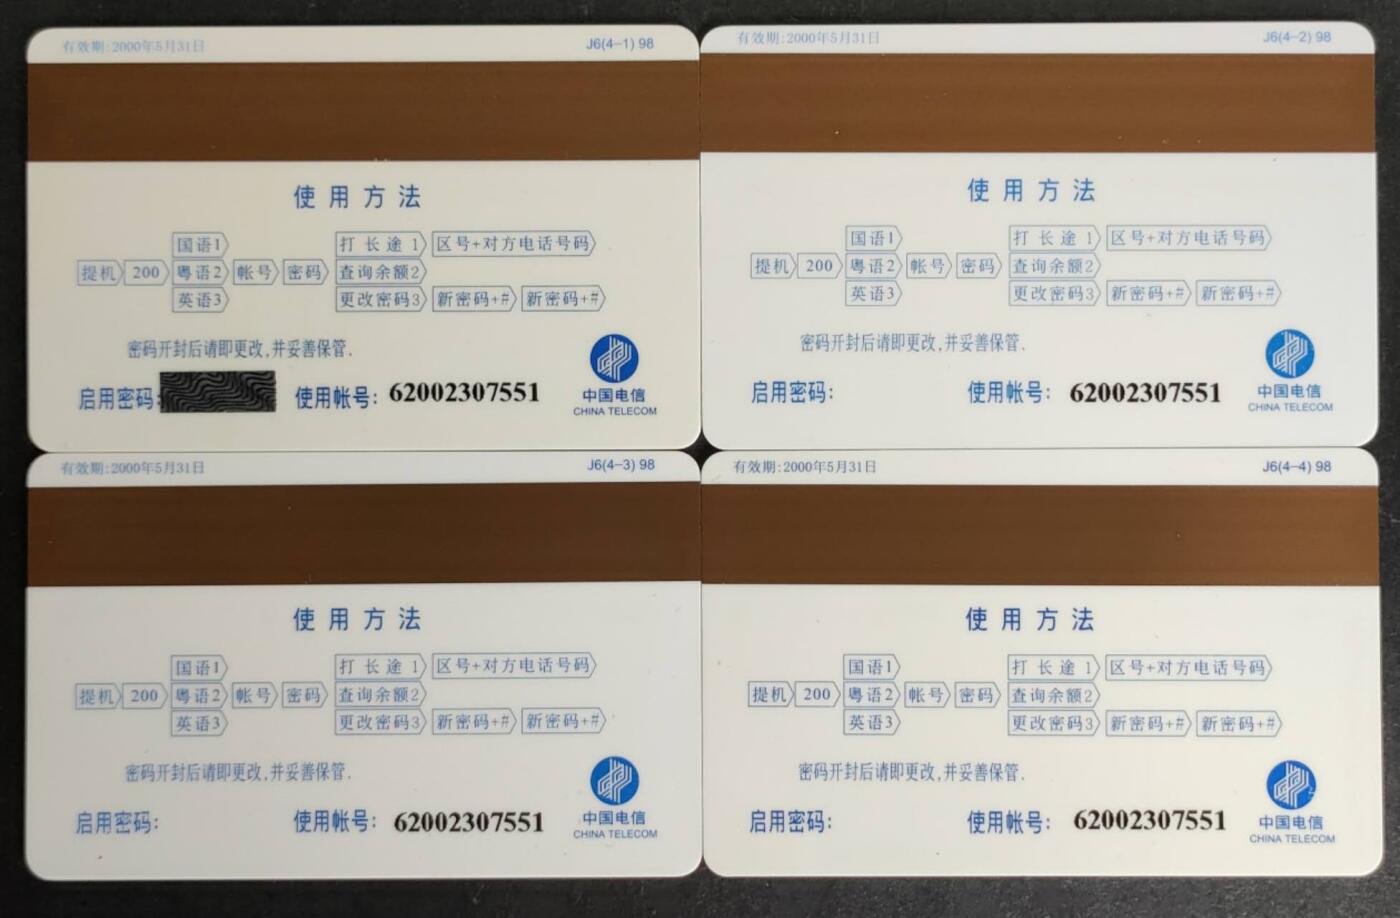 有效期:2000年5月31日 J6(4-1) 98
使用方法
国语1 打长途1 区号+对方电话号码
提机 200 粤语2 帐号 密码 查询余额2
英语3 更改密码3 新密码+# 新密码+#
密码开封后请即更改,并妥善保管.
启用密码: 使用帐号: 62002307551
中国电信
CHINA TELECOM
有效期:2000年5月31日 J6(4-2) 98
使用方法
国语1 打长途1 区号+对方电话号码
提机 200 粤语2 帐号 密码 查询余额2
英语3 更改密码3 新密码+# 新密码+#
密码开封后请即更改,并妥善保管.
启用密码: 使用帐号: 62002307551
中国电信
CHINA TELECOM
有效期:2000年5月31日 J6(4-3) 98
使用方法
国语1 打长途1 区号+对方电话号码
提机 200 粤语2 帐号 密码 查询余额2
英语3 更改密码3 新密码+# 新密码+#
密码开封后请即更改,并妥善保管.
启用密码: 使用帐号: 62002307551
中国电信
CHINA TELECOM
有效期:2000年5月31日 J6(4-4) 98
使用方法
国语1 打长途1 区号+对方电话号码
提机 200 粤语2 帐号 密码 查询余额2
英语3 更改密码3 新密码+# 新密码+#
密码开封后请即更改,并妥善保管.
启用密码: 使用帐号: 62002307551
中国电信
CHINA TELECOM